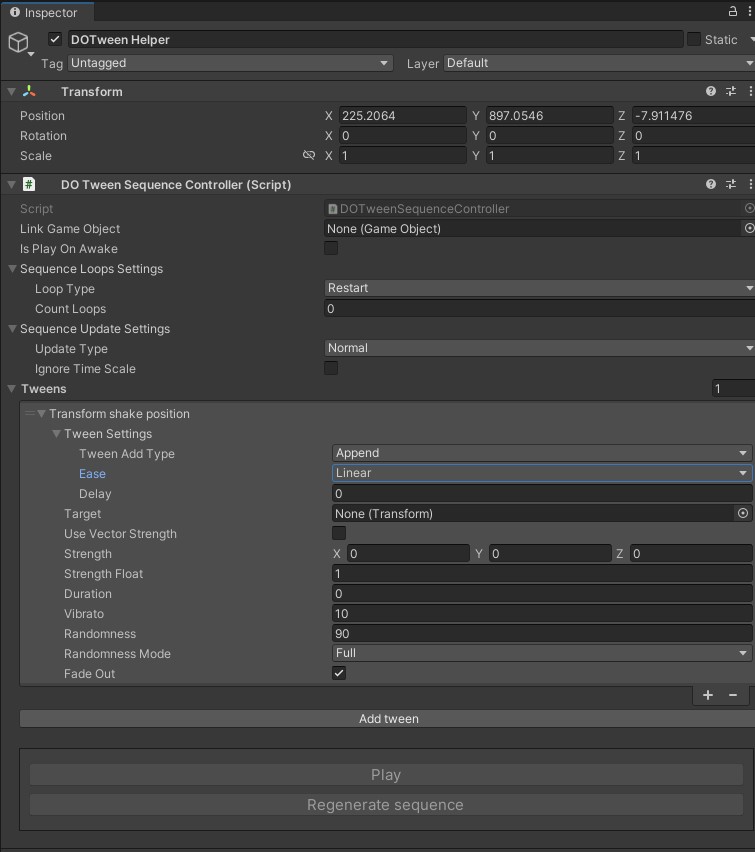 Inspector
DOTween Helper Static
Tag Untagged Layer Default
Transform
Position X 225.2064 Y 897.0546 Z -7.911476
Rotation X 0 Y 0 Z 0
Scale X 1 Y 1 Z 1
# DO Tween Sequence Controller (Script)
Script # DOTweenSequenceController
Link Game Object None (Game Object)
Is Play On Awake
Sequence Loops Settings
Loop Type Restart
Count Loops 0
Sequence Update Settings
Update Type Normal
Ignore Time Scale
Tweens 1
Transform shake position
Tween Settings
Tween Add Type Append
Ease Linear
Delay 0
Target None (Transform)
Use Vector Strength
Strength X 0 Y 0 Z 0
Strength Float 1
Duration 0
Vibrato 10
Randomness 90
Randomness Mode Full
Fade Out
Add tween
Play
Regenerate sequence